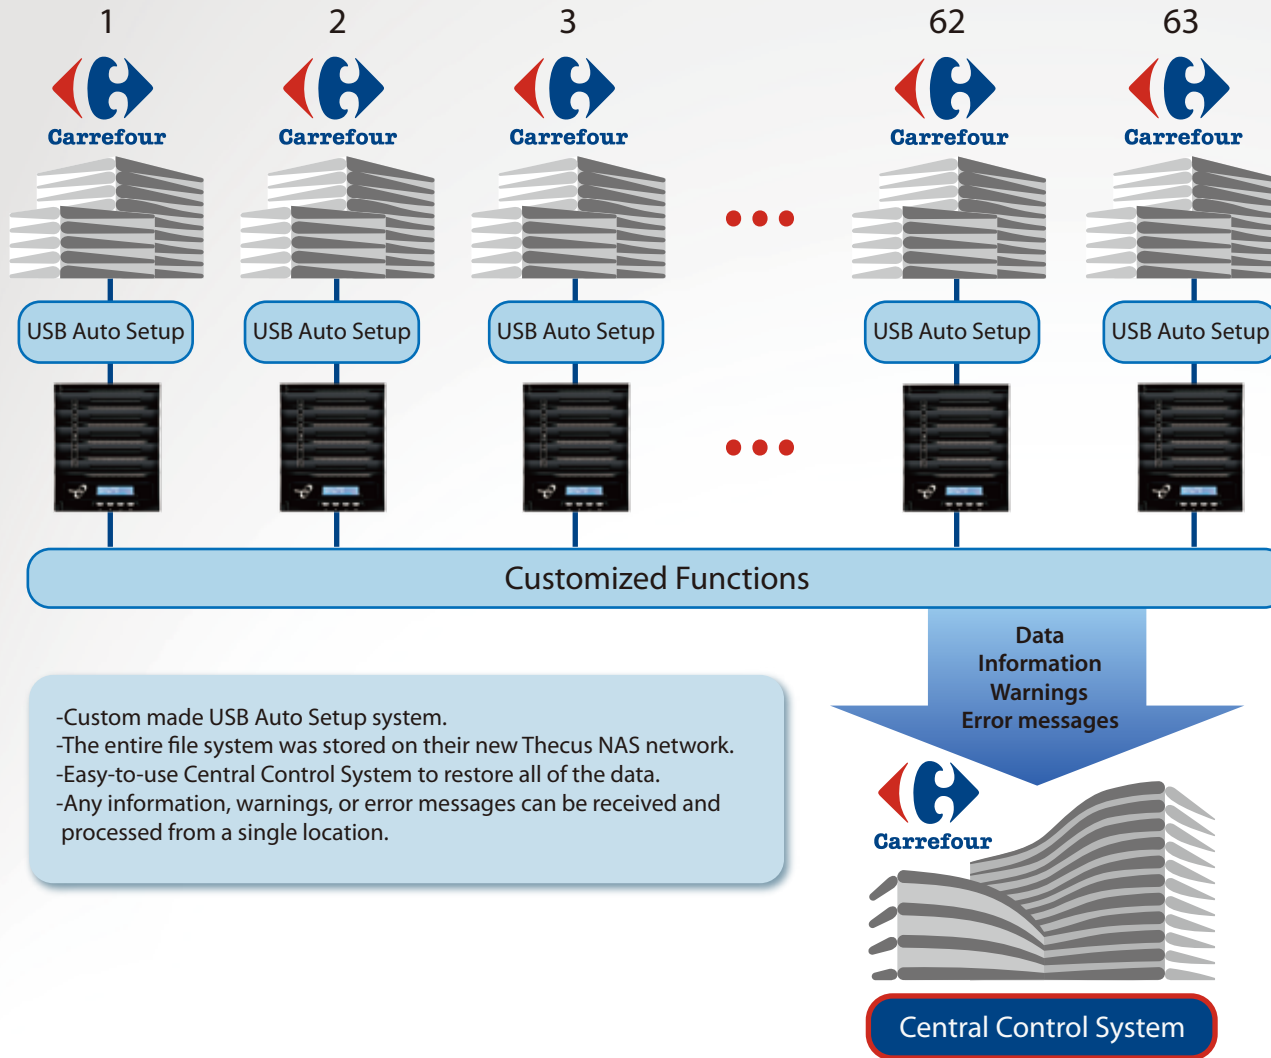 1 2 3 62 63
Carrefour Carrefour Carrefour Carrefour Carrefour
USB Auto Setup USB Auto Setup USB Auto Setup USB Auto Setup USB Auto Setup
Customized Functions
Data
Information
Warnings
Error messages
-Custom made USB Auto Setup system.
-The entire file system was stored on their new Thecus NAS network.
-Easy-to-use Central Control System to restore all of the data.
-Any information, warnings, or error messages can be received and
processed from a single location.
Carrefour
Central Control System